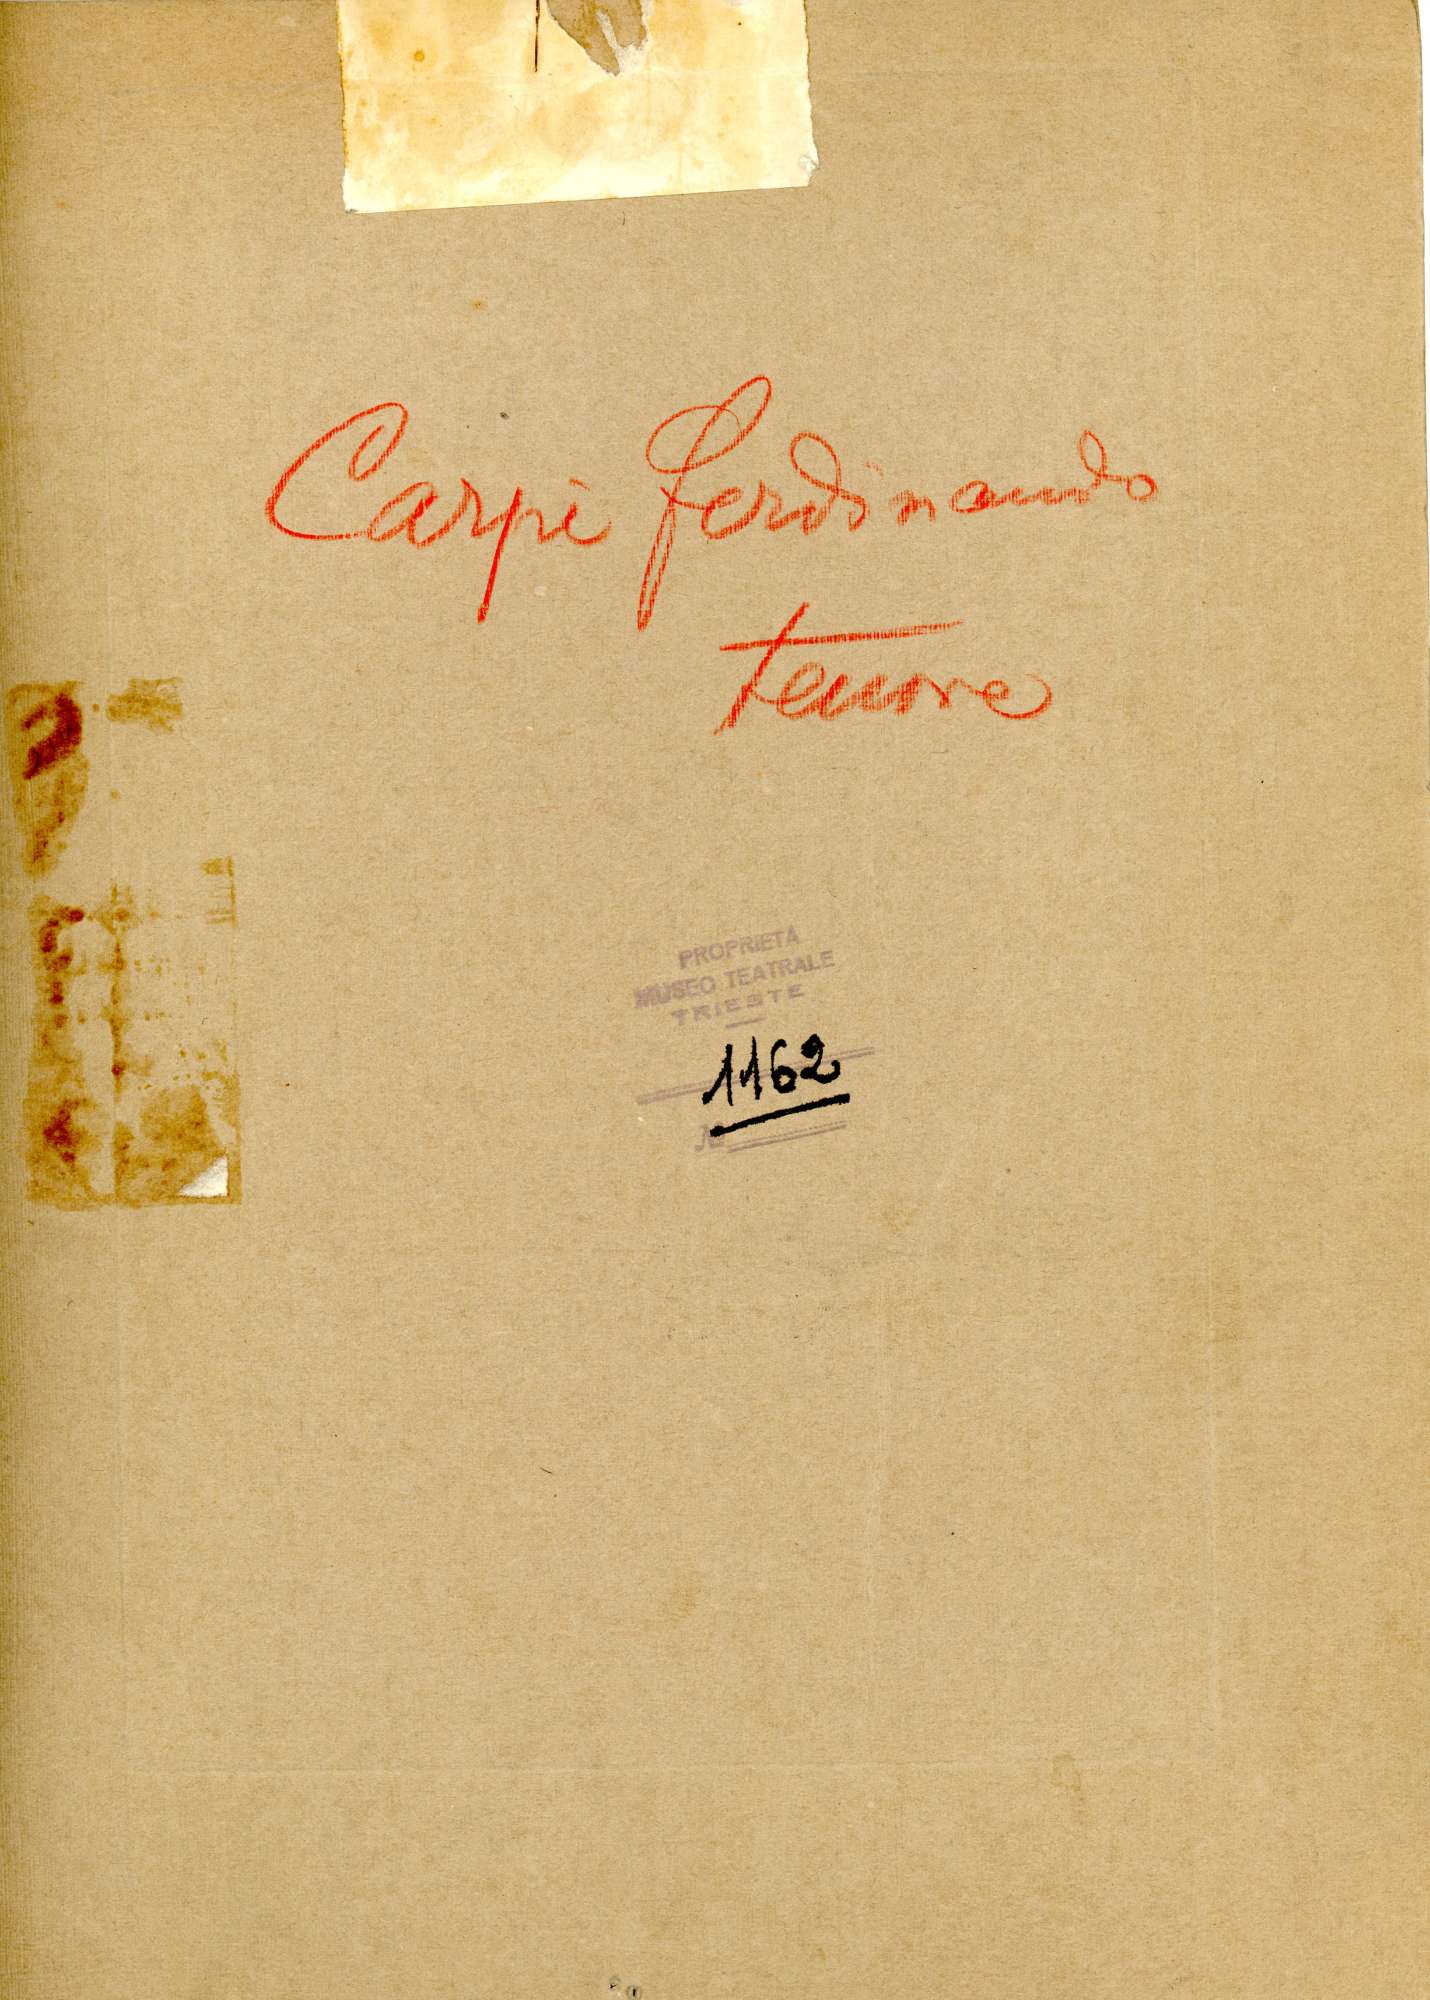 Carpi Ferdinando
tenore
PROPRIETÀ
MUSEO TEATRALE
TRIESTE
1162